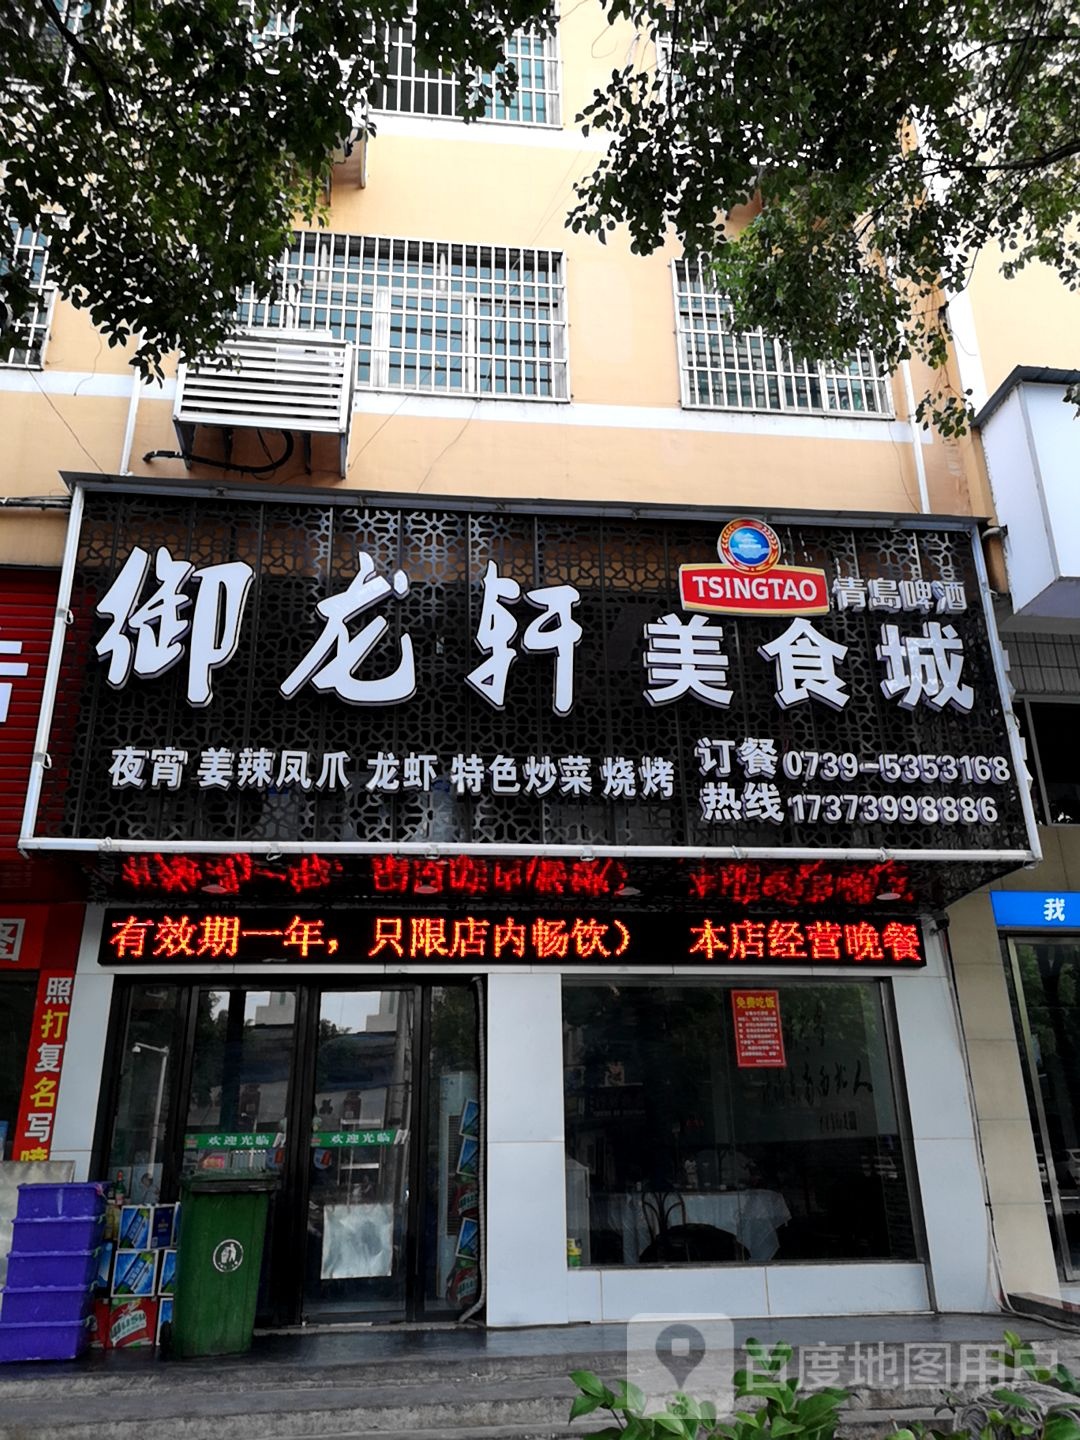 TSINGTAO 青島啤酒
御龙轩 美食城
夜宵 姜辣凤爪 龙虾 特色炒菜 烧烤
订餐 0739-5353168
热线 17373998886
有效期一年，只限店内畅饮） 本店经营晚餐
我
图
照打复名写喷
免费吃饭
欢迎光临
欢迎光临
百度地图用户